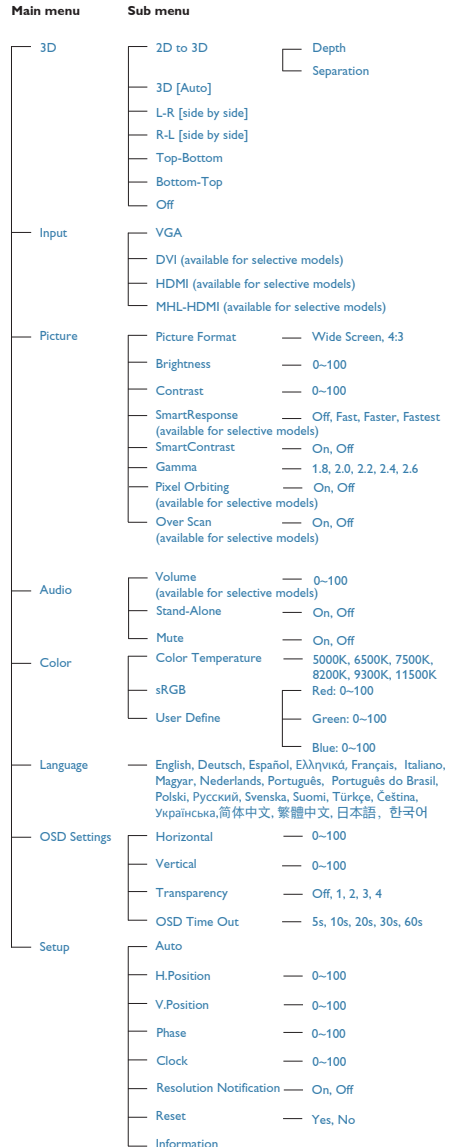 Main menu Sub menu
3D 2D to 3D Depth
Separation
3D [Auto]
L-R [side by side]
R-L [side by side]
Top-Bottom
Bottom-Top
Off
Input VGA
DVI (available for selective models)
HDMI (available for selective models)
MHL-HDMI (available for selective models)
Picture Picture Format Wide Screen, 4:3
Brightness 0~100
Contrast 0~100
SmartResponse Off, Fast, Faster, Fastest
(available for selective models)
SmartContrast On, Off
Gamma 1.8, 2.0, 2.2, 2.4, 2.6
Pixel Orbiting On, Off
(available for selective models)
Over Scan On, Off
(available for selective models)
Audio Volume 0~100
(available for selective models)
Stand-Alone On, Off
Mute On, Off
Color Color Temperature 5000K, 6500K, 7500K,
8200K, 9300K, 11500K
sRGB Red: 0~100
User Define Green: 0~100
Blue: 0~100
Language English, Deutsch, Español, Ελληνικά, Français, Italiano,
Magyar, Nederlands, Português, Português do Brasil,
Polski, Русский, Svenska, Suomi, Türkçe, Čeština,
Українська,简体中文, 繁體中文, 日本語, 한국어
OSD Settings Horizontal 0~100
Vertical 0~100
Transparency Off, 1, 2, 3, 4
OSD Time Out 5s, 10s, 20s, 30s, 60s
Setup Auto
H.Position 0~100
V.Position 0~100
Phase 0~100
Clock 0~100
Resolution Notification On, Off
Reset Yes, No
Information